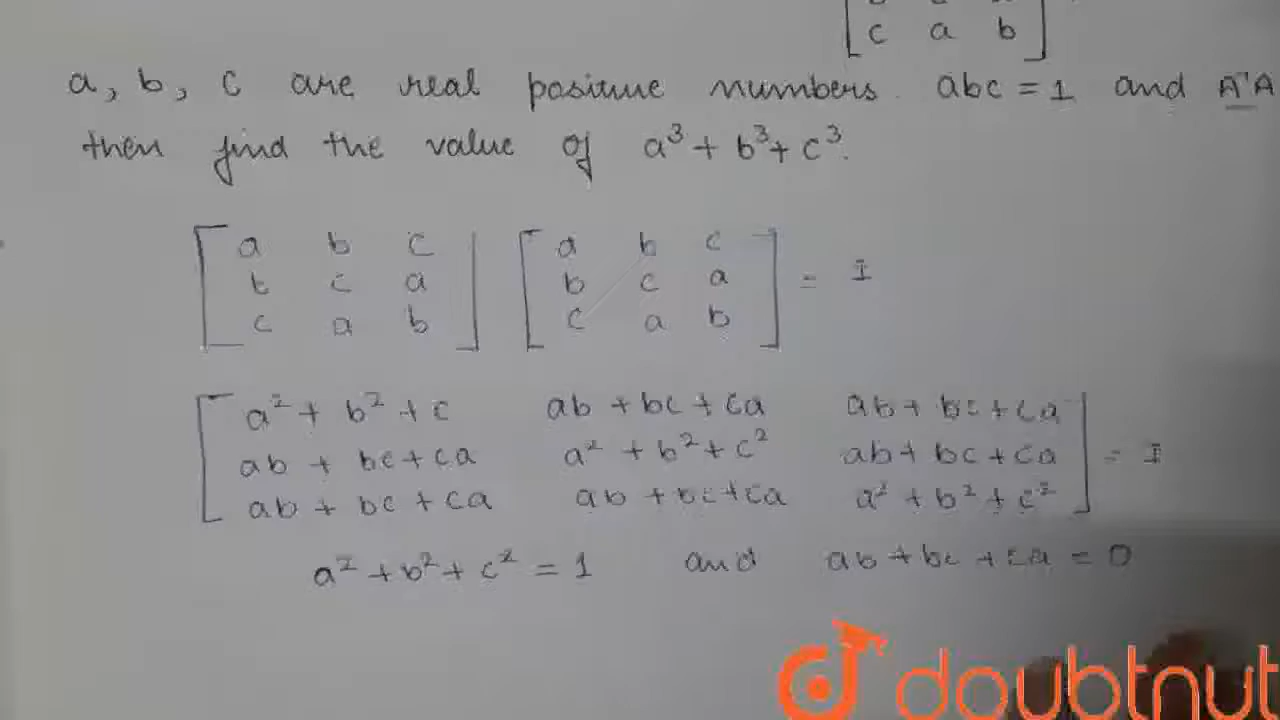 c a b
a, b, c are real positive numbers. abc = 1 and AᵀA
then find the value of a³ + b³ + c³.
a b c a b c
b c a b c a = I
c a b c a b
a² + b² + c ab + bc + ca ab + bc + ca
ab + bc + ca a² + b² + c² ab + bc + ca = I
ab + bc + ca ab + bc + ca a² + b² + c²
a² + b² + c² = 1 and ab + bc + ca = 0
doubtnut